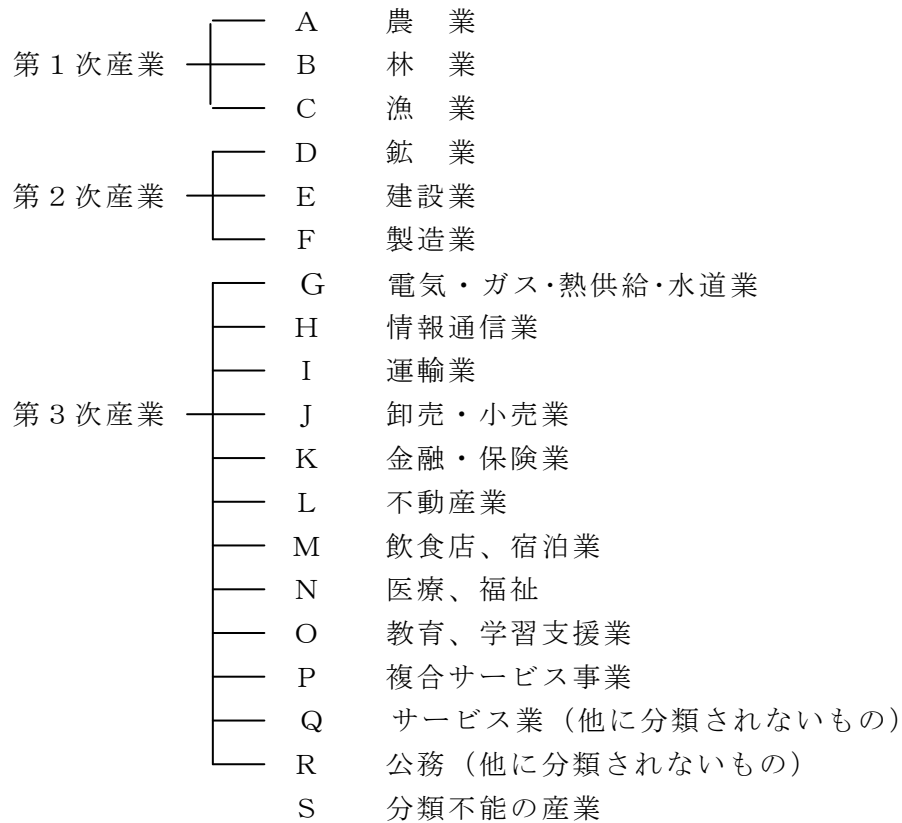 A 農 業
第1次産業 B 林 業
C 漁 業
D 鉱 業
第2次産業 E 建設業
F 製造業
G 電気・ガス・熱供給・水道業
H 情報通信業
I 運輸業
第3次産業 J 卸売・小売業
K 金融・保険業
L 不動産業
M 飲食店、宿泊業
N 医療、福祉
O 教育、学習支援業
P 複合サービス事業
Q サービス業（他に分類されないもの）
R 公務（他に分類されないもの）
S 分類不能の産業